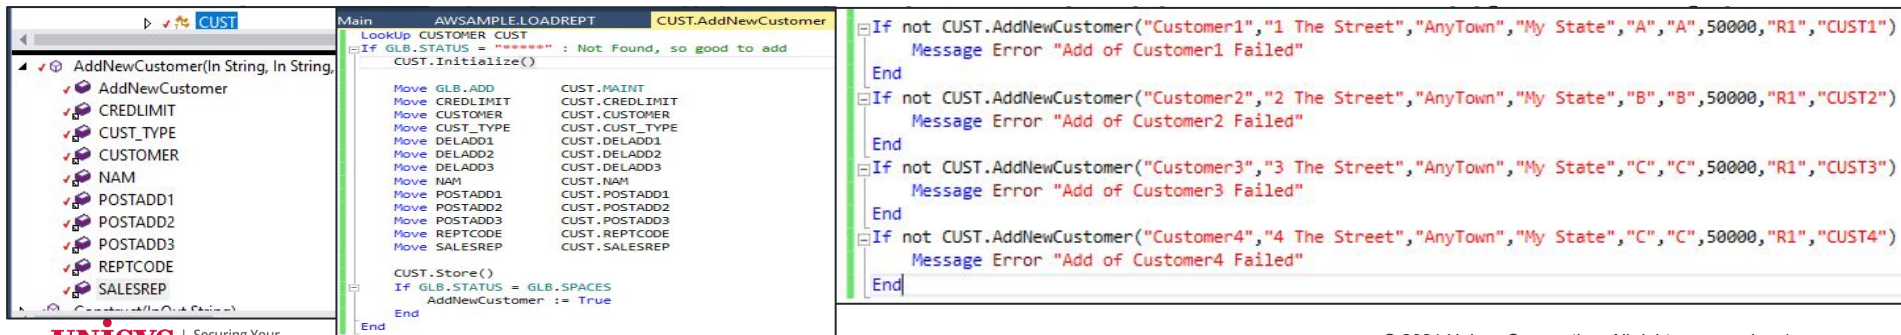 CUST
AddNewCustomer(In String, In String,
AddNewCustomer
CREDLIMIT
CUST_TYPE
CUSTOMER
NAM
POSTADD1
POSTADD2
POSTADD3
REPTCODE
SALESREP
UNISYS | Securing Your
Main AWSAMPLE.LOADREPT CUST.AddNewCustomer
LookUp CUSTOMER CUST
If GLB.STATUS = "*****" : Not Found, so good to add
CUST.Initialize()
Move GLB.ADD CUST.MAINT
Move CREDLIMIT CUST.CREDLIMIT
Move CUSTOMER CUST.CUSTOMER
Move CUST_TYPE CUST.CUST_TYPE
Move DELADD1 CUST.DELADD1
Move DELADD2 CUST.DELADD2
Move DELADD3 CUST.DELADD3
Move NAM CUST.NAM
Move POSTADD1 CUST.POSTADD1
Move POSTADD2 CUST.POSTADD2
Move POSTADD3 CUST.POSTADD3
Move REPTCODE CUST.REPTCODE
Move SALESREP CUST.SALESREP
CUST.Store()
If GLB.STATUS = GLB.SPACES
AddNewCustomer := True
End
End
If not CUST.AddNewCustomer("Customer1","1 The Street","AnyTown","My State","A","A",50000,"R1","CUST1")
Message Error "Add of Customer1 Failed"
End
If not CUST.AddNewCustomer("Customer2","2 The Street","AnyTown","My State","B","B",50000,"R1","CUST2")
Message Error "Add of Customer2 Failed"
End
If not CUST.AddNewCustomer("Customer3","3 The Street","AnyTown","My State","C","C",50000,"R1","CUST3")
Message Error "Add of Customer3 Failed"
End
If not CUST.AddNewCustomer("Customer4","4 The Street","AnyTown","My State","C","C",50000,"R1","CUST4")
Message Error "Add of Customer4 Failed"
End